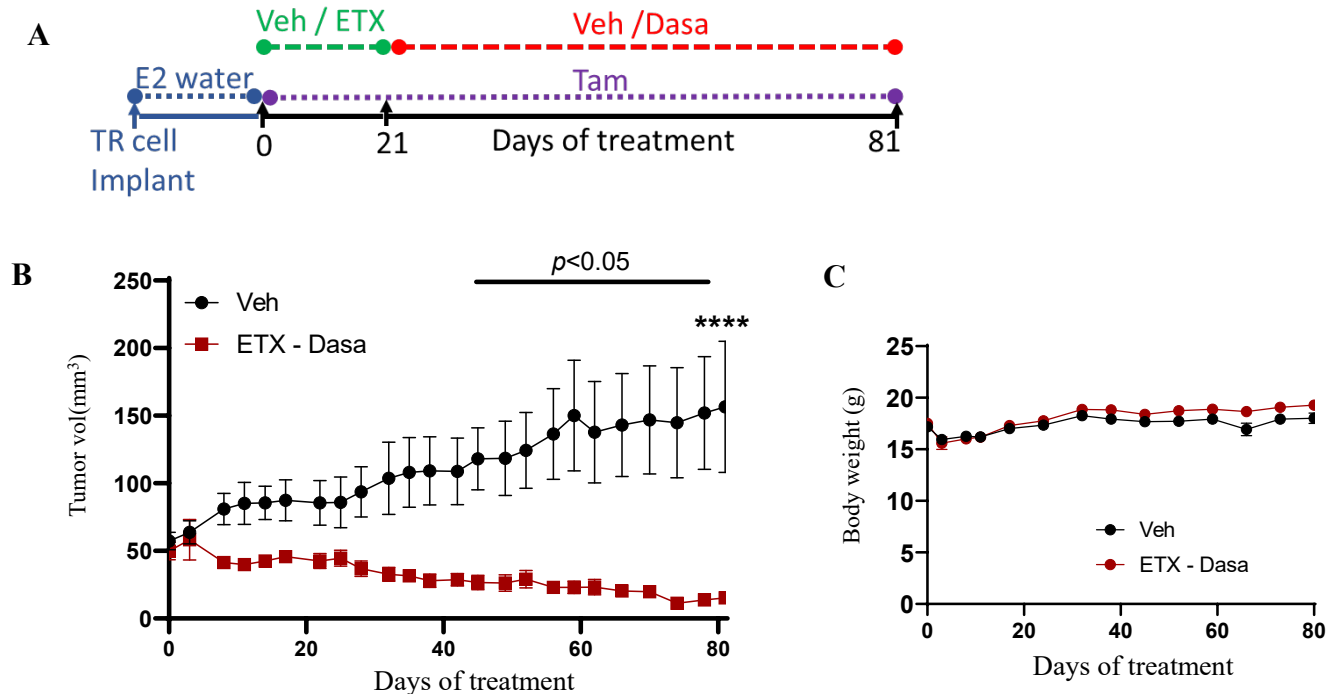 A
Veh / ETX
Veh /Dasa
E2 water
Tam
TR cell
Implant
0
21
Days of treatment
81
B
p<0.05
250
200
150
100
50
0
Tumor vol(mm³)
Veh
ETX - Dasa
****
0
20
40
60
80
Days of treatment
C
25
20
15
10
5
0
Body weight (g)
Veh
ETX - Dasa
0
20
40
60
80
Days of treatment